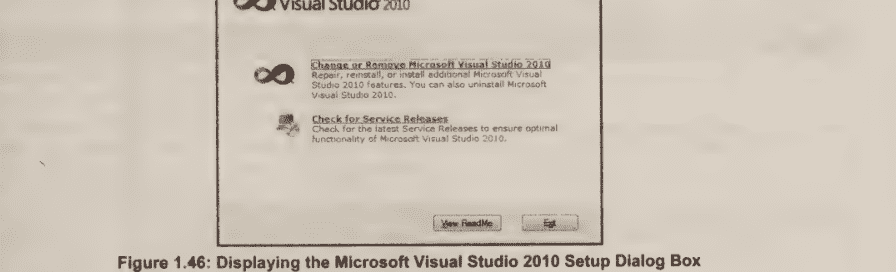 Visual Studio 2010
Change or Remove Microsoft Visual Studio 2010
Repair, reinstall, or install additional Microsoft Visual
Studio 2010 features. You can also uninstall Microsoft
Visual Studio 2010.
Check for Service Releases
Check for the latest Service Releases to ensure optimal
functionality of Microsoft Visual Studio 2010.
View ReadMe Exit
Figure 1.46: Displaying the Microsoft Visual Studio 2010 Setup Dialog Box